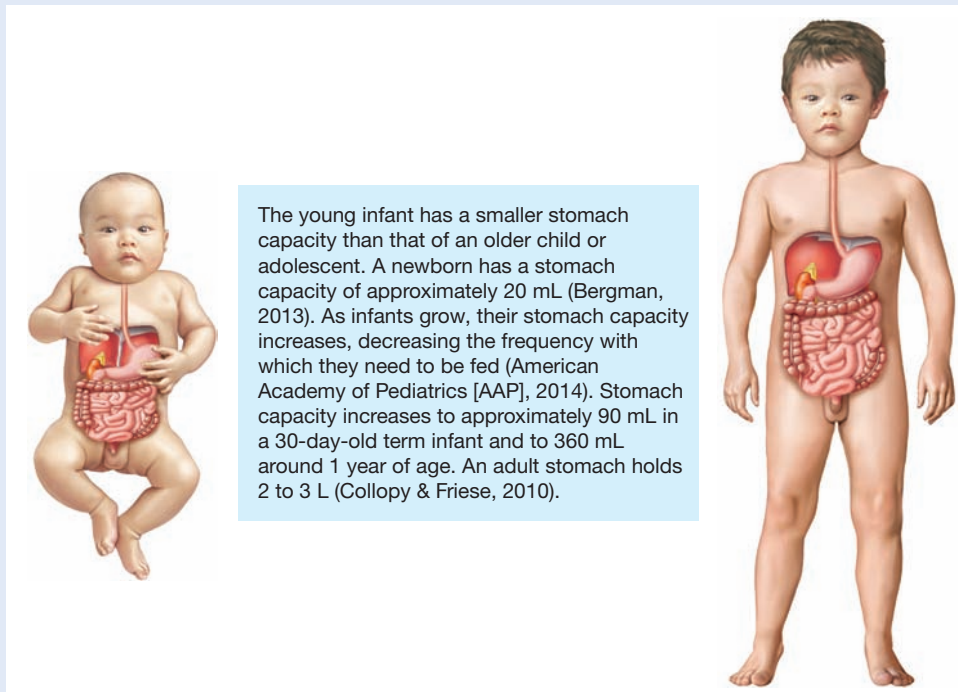 The young infant has a smaller stomach
capacity than that of an older child or
adolescent. A newborn has a stomach
capacity of approximately 20 mL (Bergman,
2013). As infants grow, their stomach capacity
increases, decreasing the frequency with
which they need to be fed (American
Academy of Pediatrics [AAP], 2014). Stomach
capacity increases to approximately 90 mL in
a 30-day-old term infant and to 360 mL
around 1 year of age. An adult stomach holds
2 to 3 L (Collopy & Friese, 2010).